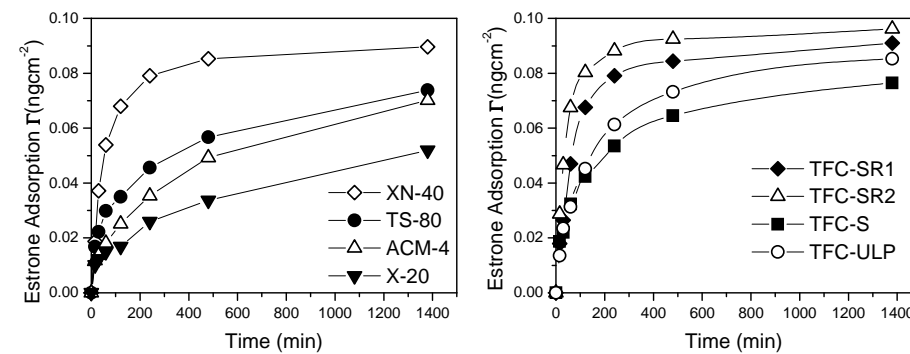 Estrone Adsorption Γ(ngcm⁻²)
0.10
0.08
0.06
0.04
0.02
0.00
0 200 400 600 800 1000 1200 1400
Time (min)
XN-40
TS-80
ACM-4
X-20
Estrone Adsorption Γ(ngcm⁻²)
0.10
0.08
0.06
0.04
0.02
0.00
0 200 400 600 800 1000 1200 1400
Time (min)
TFC-SR1
TFC-SR2
TFC-S
TFC-ULP